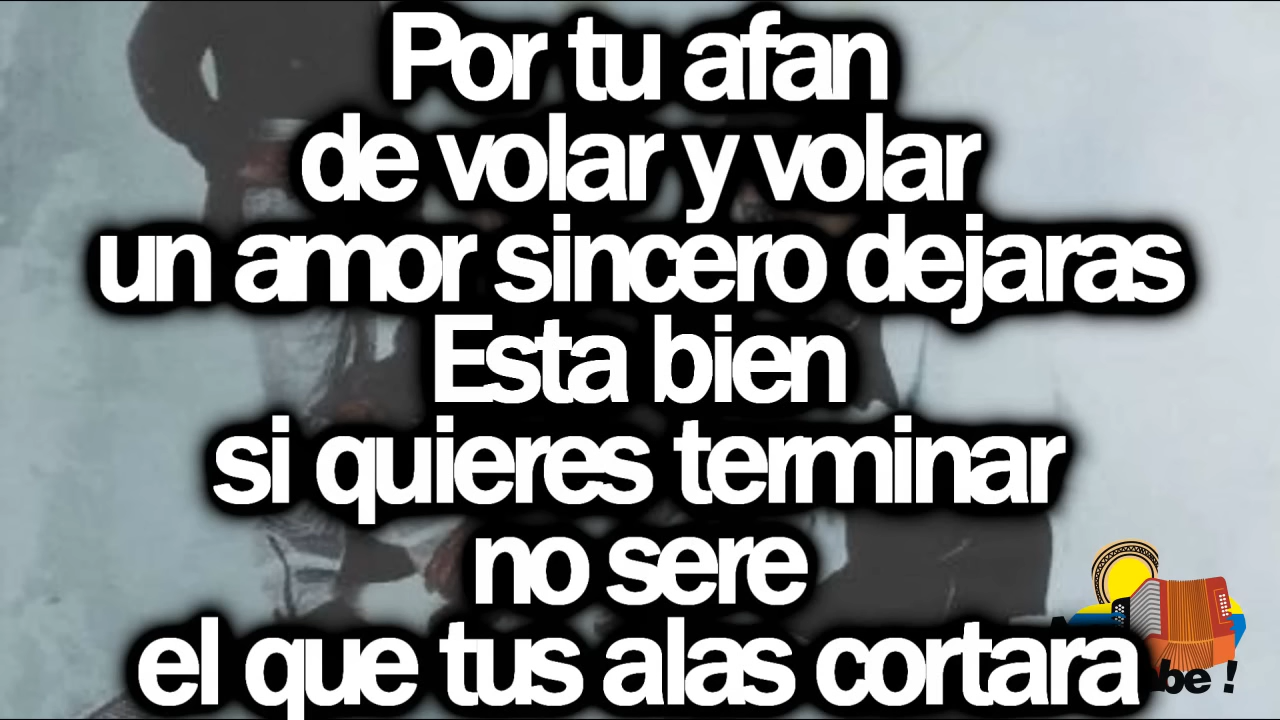 Por tu afan
de volar y volar
un amor sincero dejaras
Esta bien
si quieres terminar
no sere
el que tus alas cortara
be !